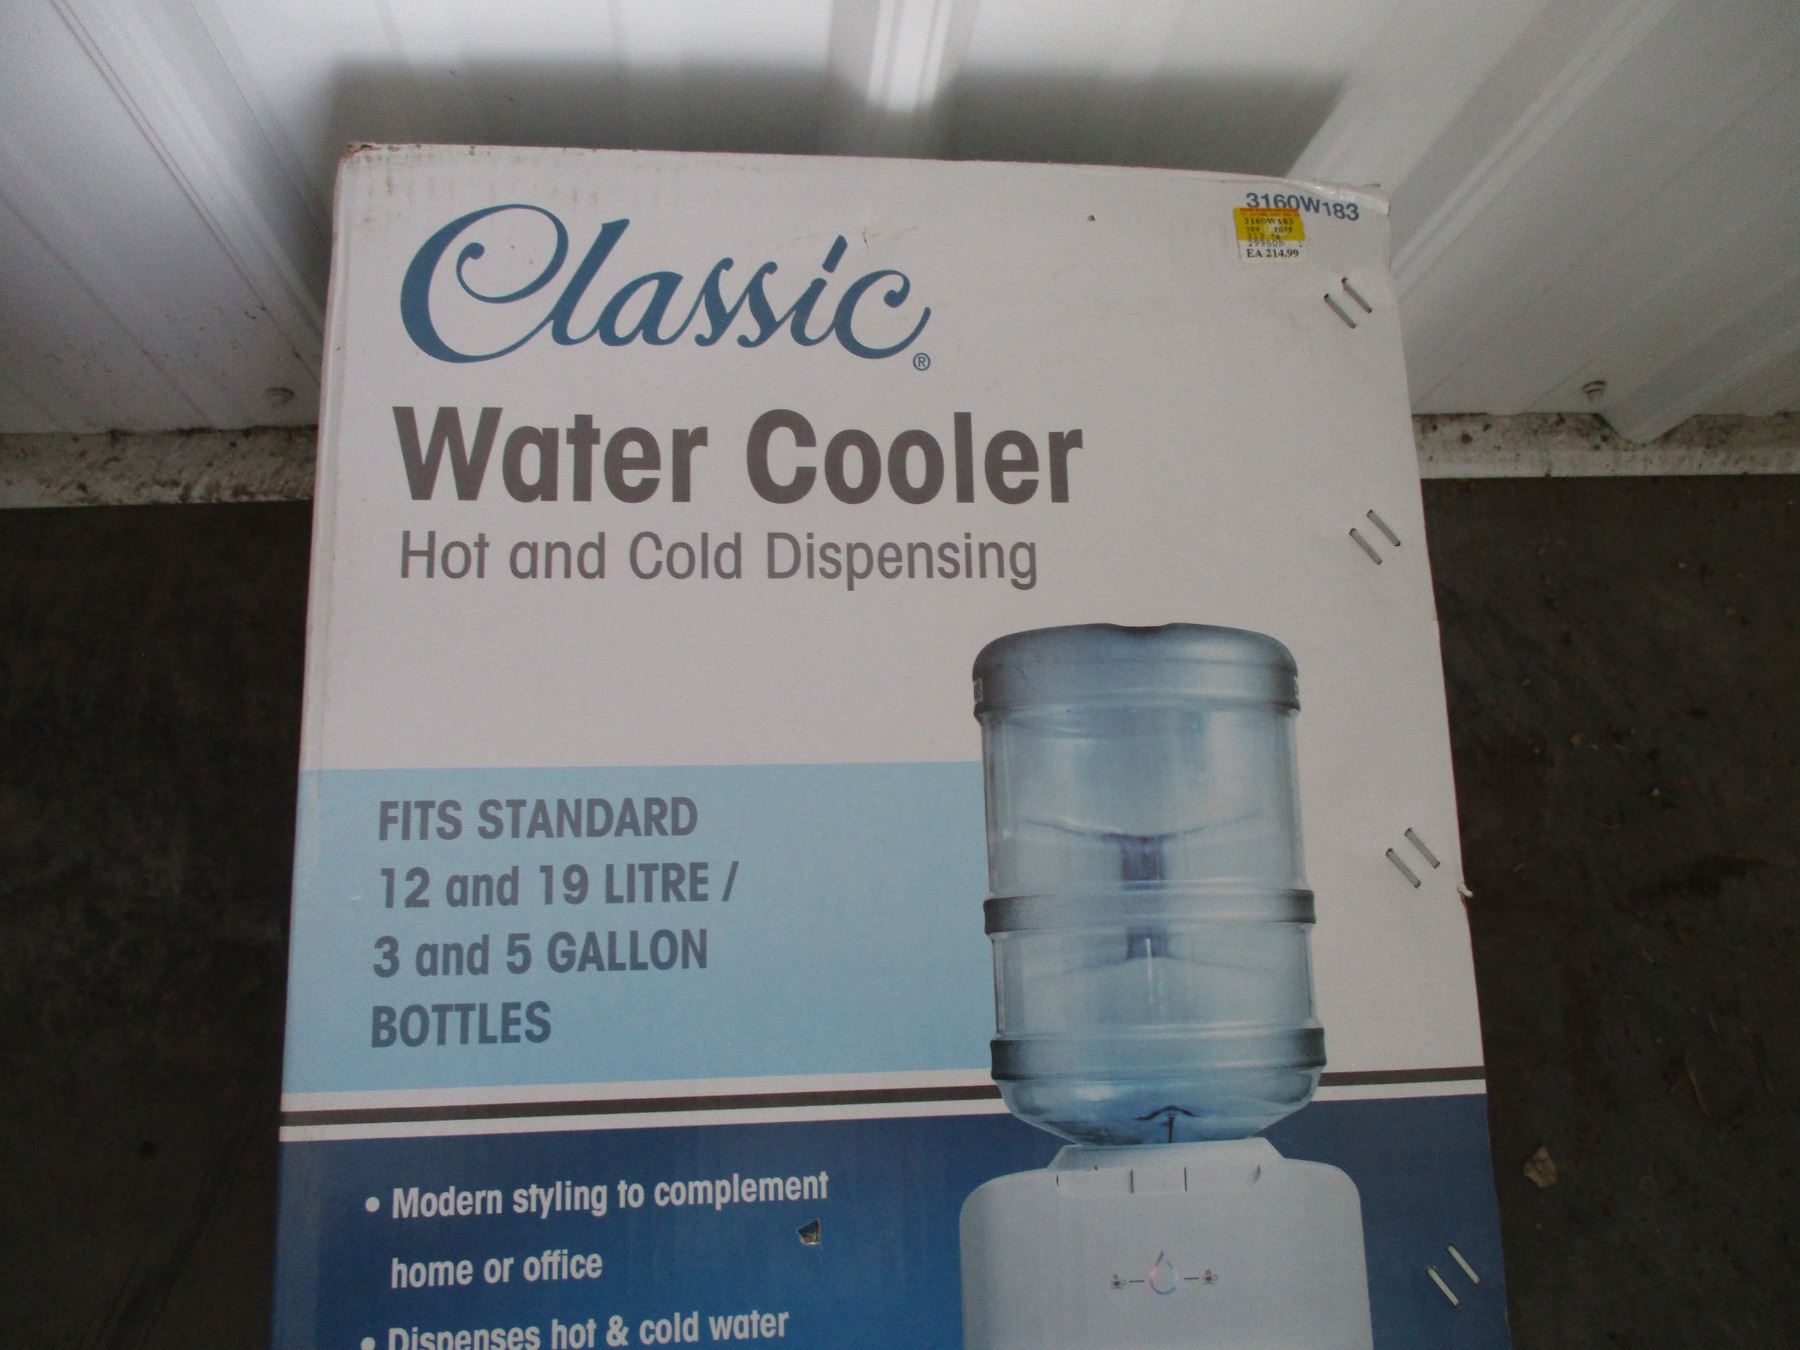 Classic®
3160W183
3160W183
EA 214.99
Water Cooler
Hot and Cold Dispensing
FITS STANDARD
12 and 19 LITRE /
3 and 5 GALLON
BOTTLES
• Modern styling to complement
home or office
• Dispenses hot & cold water